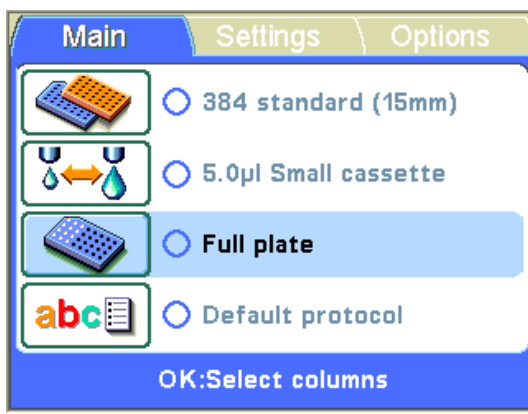 Main Settings Options
384 standard (15mm)
5.0µl Small cassette
Full plate
abc Default protocol
OK:Select columns